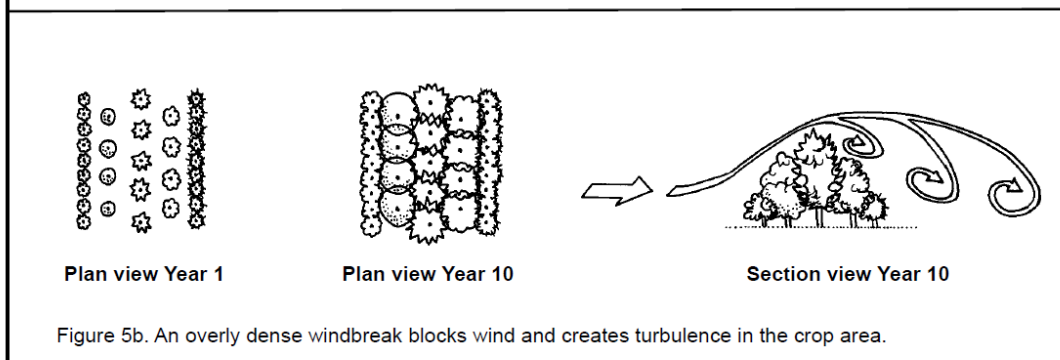 Plan view Year 1
Plan view Year 10
Section view Year 10
Figure 5b. An overly dense windbreak blocks wind and creates turbulence in the crop area.